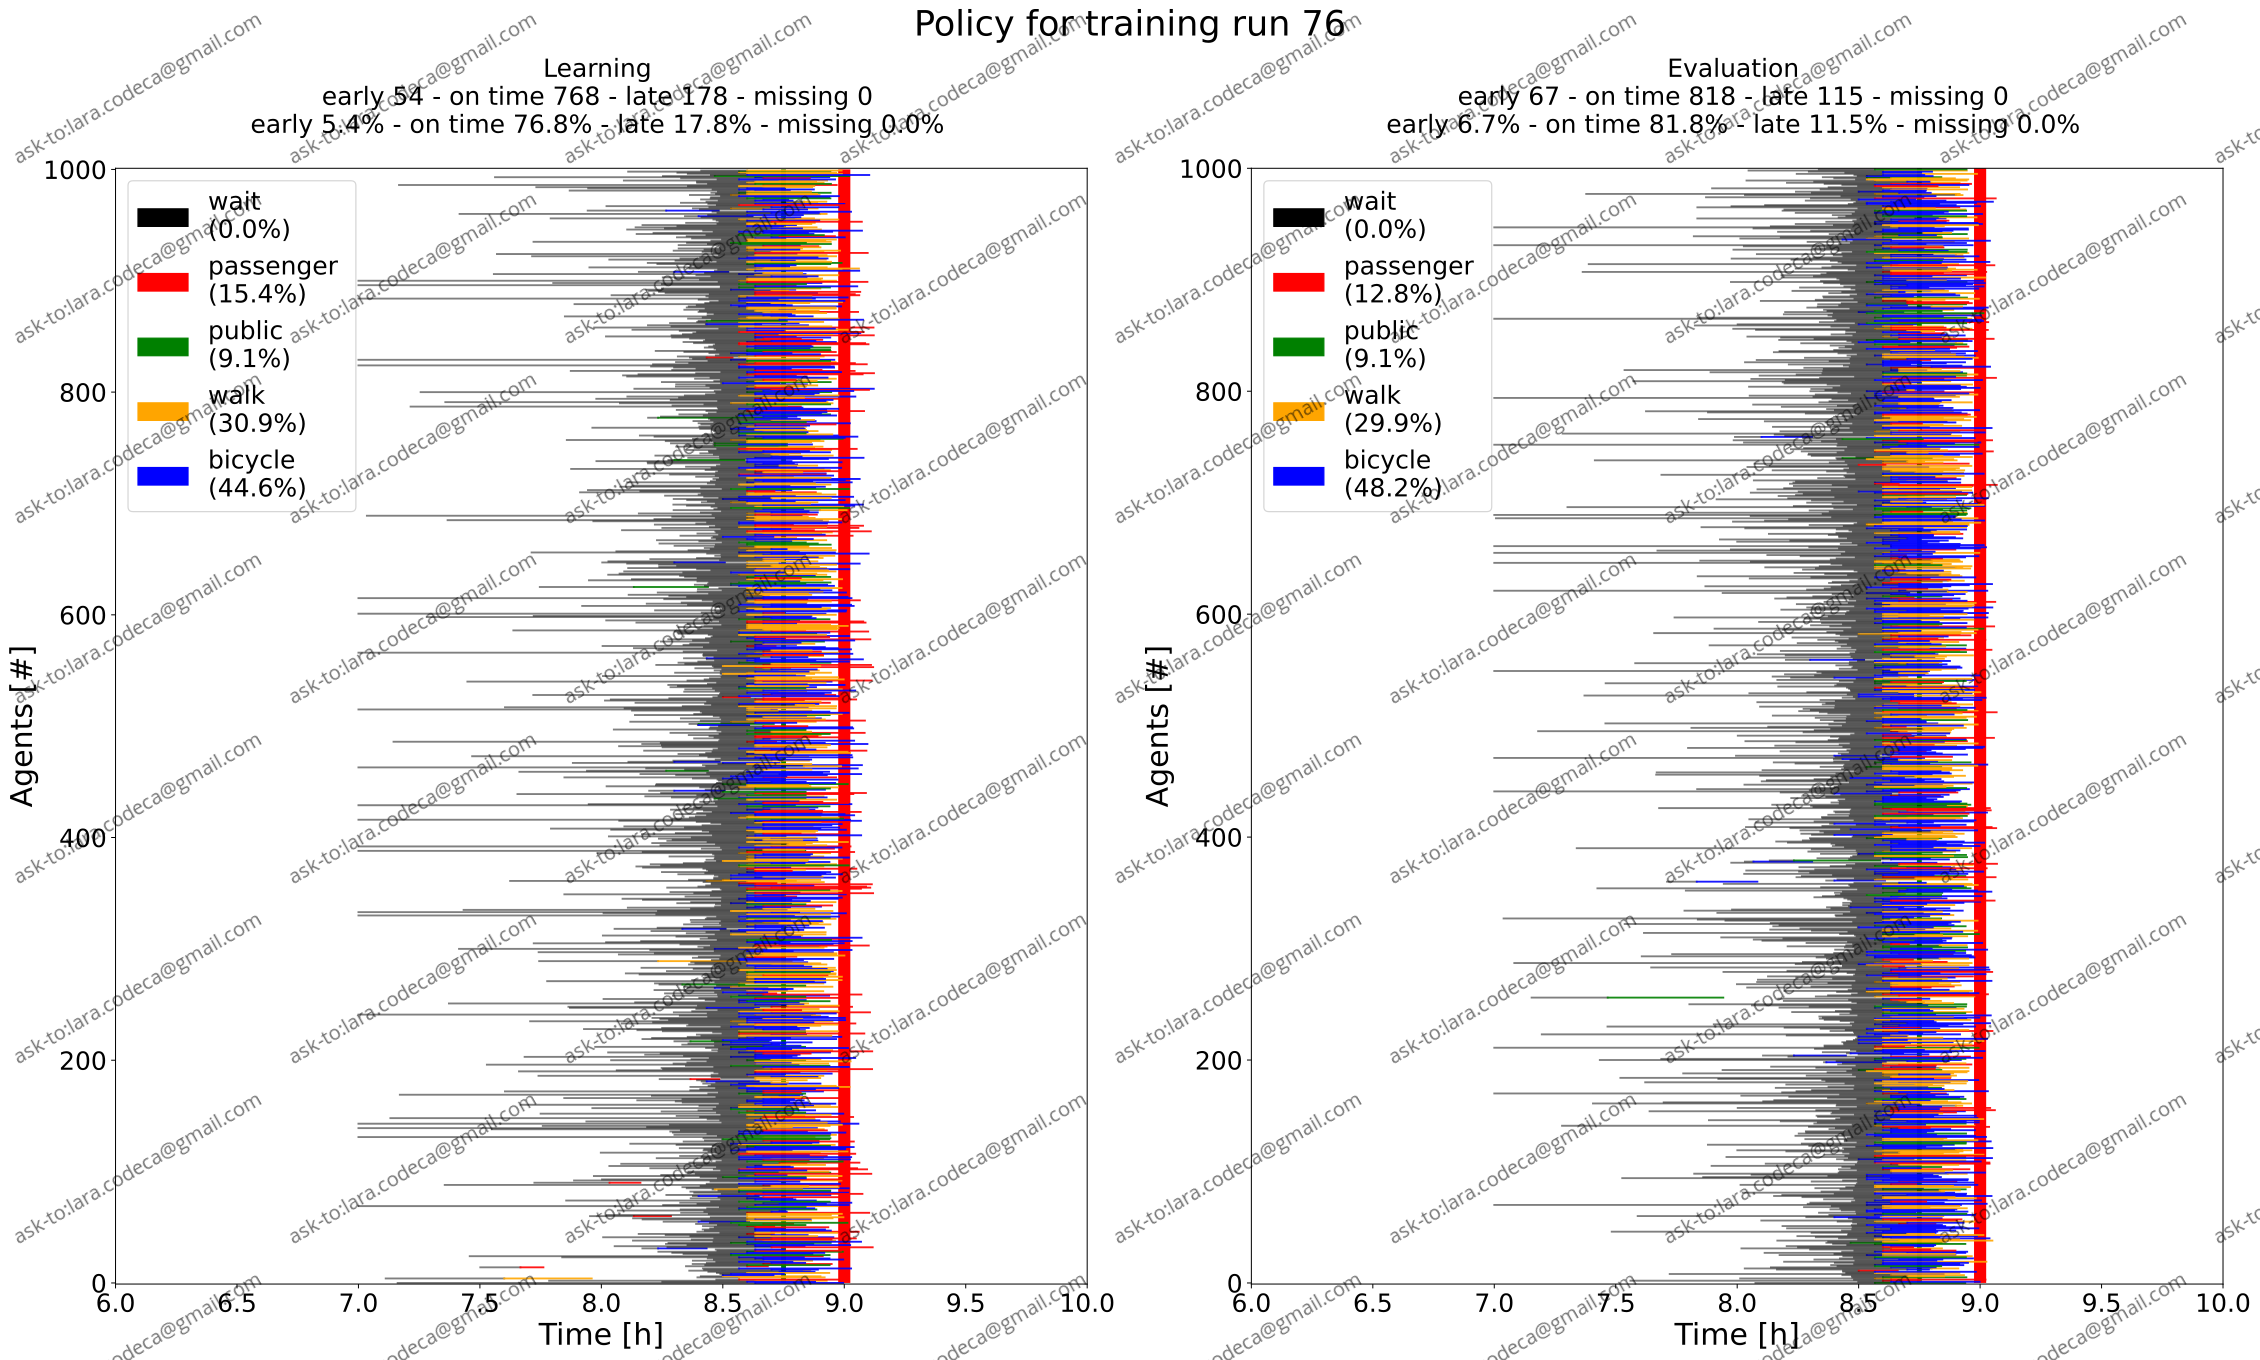 Policy for training run 76
Learning
early 54 - on time 768 - late 178 - missing 0
early 5.4% - on time 76.8% - late 17.8% - missing 0.0%
1000
800
600
400
200
0
Agents [#]
wait
(0.0%)
passenger
(15.4%)
public
(9.1%)
walk
(30.9%)
bicycle
(44.6%)
6.0 6.5 7.0 7.5 8.0 8.5 9.0 9.5 10.0
Time [h]
Evaluation
early 67 - on time 818 - late 115 - missing 0
early 6.7% - on time 81.8% - late 11.5% - missing 0.0%
1000
800
600
400
200
0
Agents [#]
wait
(0.0%)
passenger
(12.8%)
public
(9.1%)
walk
(29.9%)
bicycle
(48.2%)
6.0 6.5 7.0 7.5 8.0 8.5 9.0 9.5 10.0
Time [h]
ask-to:lara.codeca@gmail.com